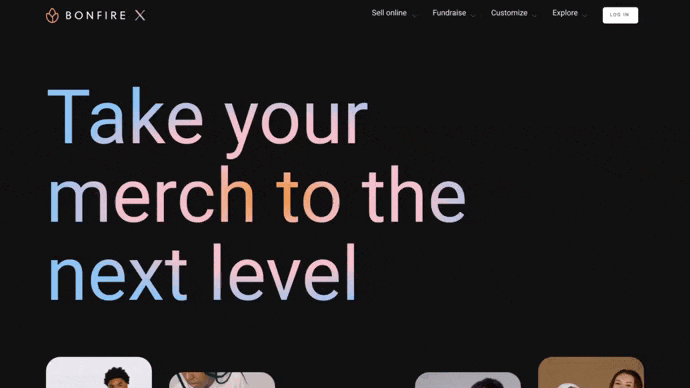 BONFIRE X
Sell online
Fundraise
Customize
Explore
LOG IN
Take your
merch to the
next level